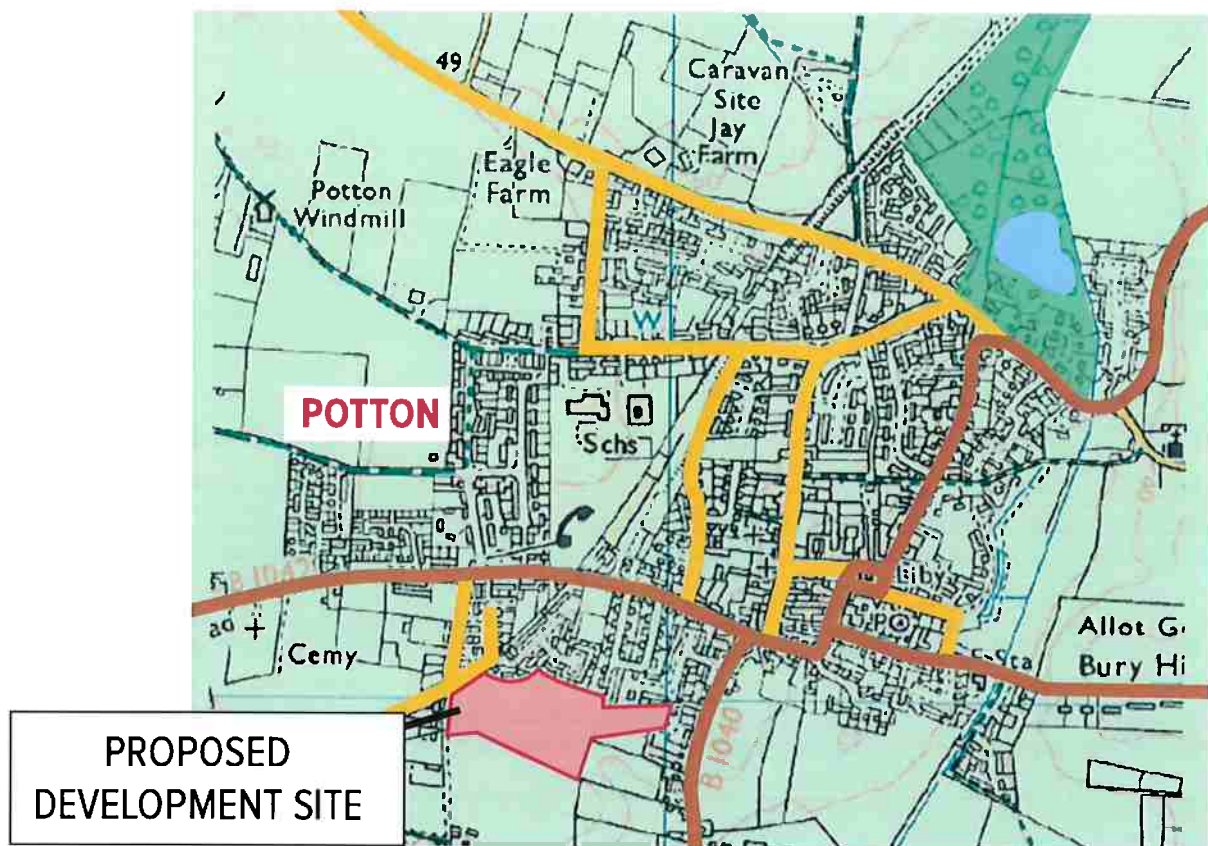 49
Caravan
Site
Jay
Farm
Eagle
Farm
Potton
Windmill
W
POTTON
Schs
B 1042
Liby
PO
ad
Cemy
Allot G
Bury Hi
Sta
B 1040
PROPOSED
DEVELOPMENT SITE